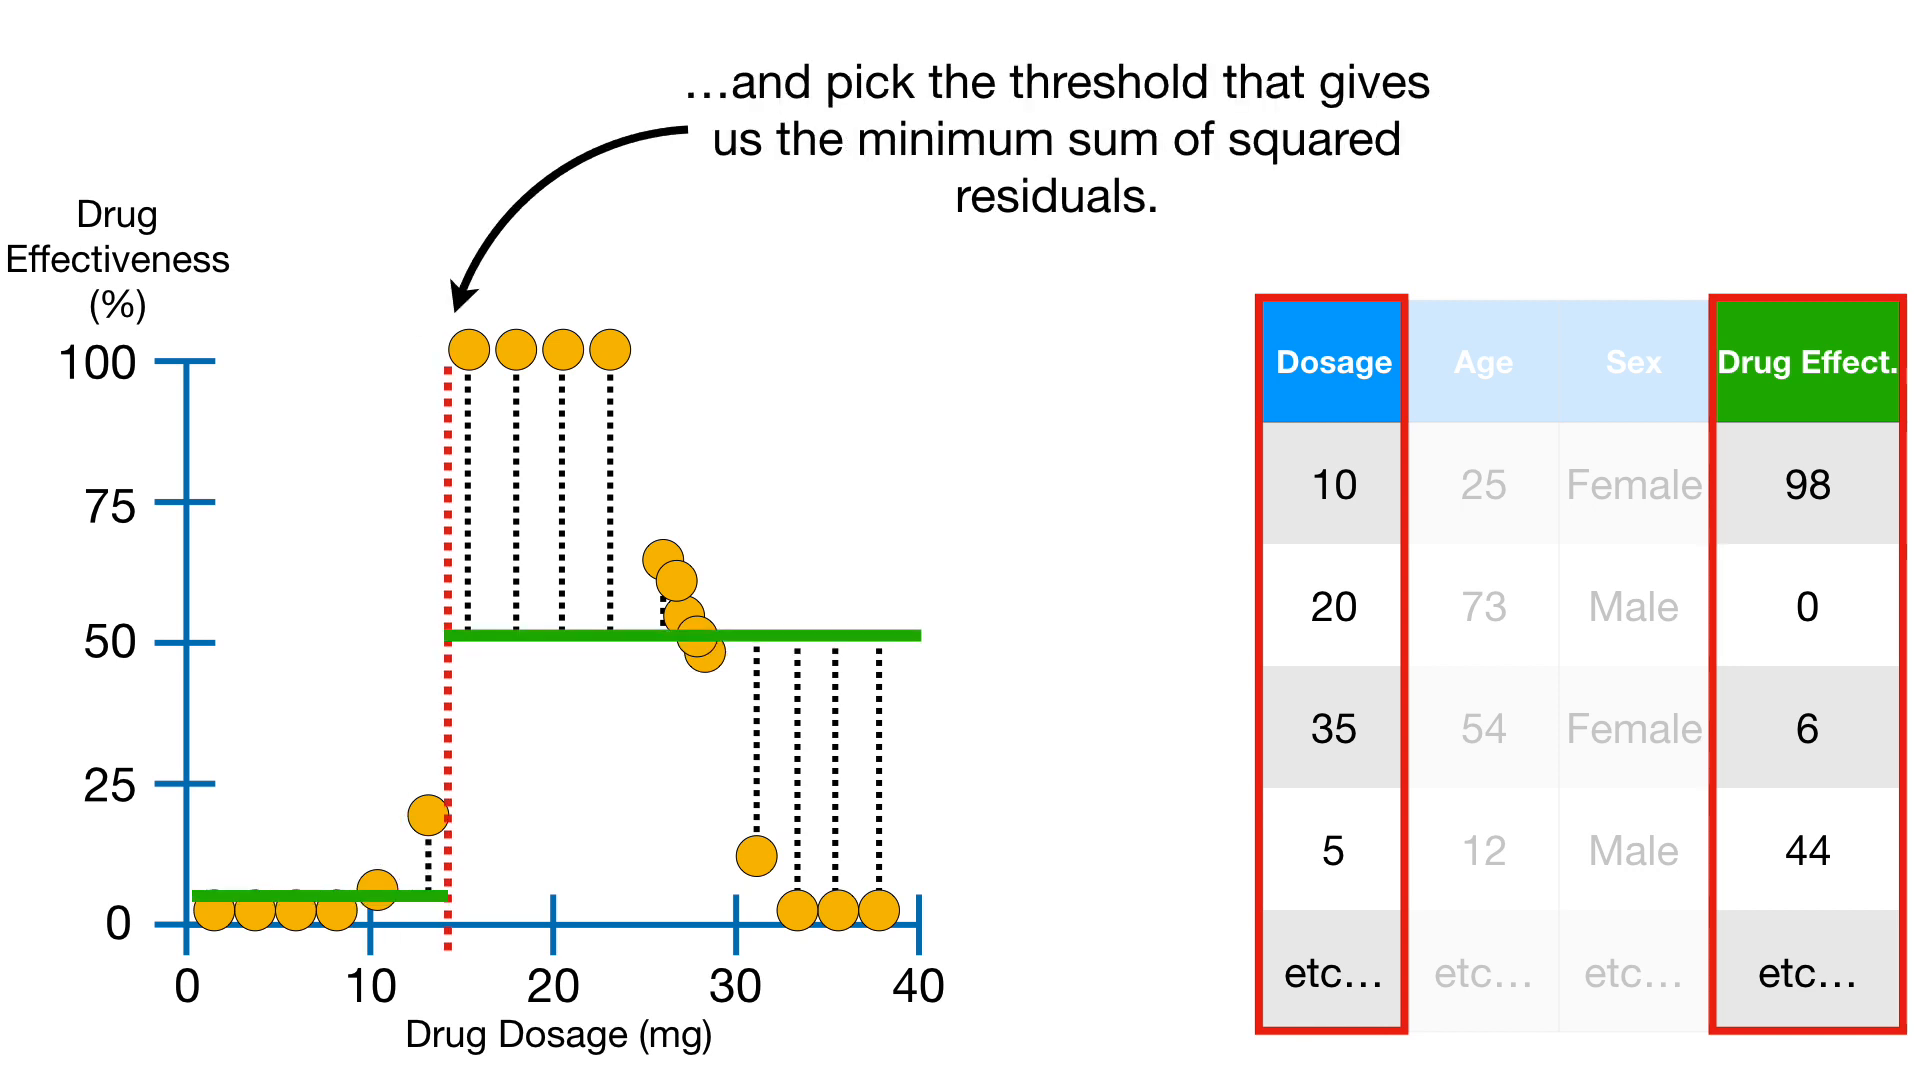 …and pick the threshold that gives
us the minimum sum of squared
residuals.
Drug
Effectiveness
(%)
100
75
50
25
0
0 10 20 30 40
Drug Dosage (mg)
Dosage Age Sex Drug Effect.
10 25 Female 98
20 73 Male 0
35 54 Female 6
5 12 Male 44
etc… etc… etc… etc…